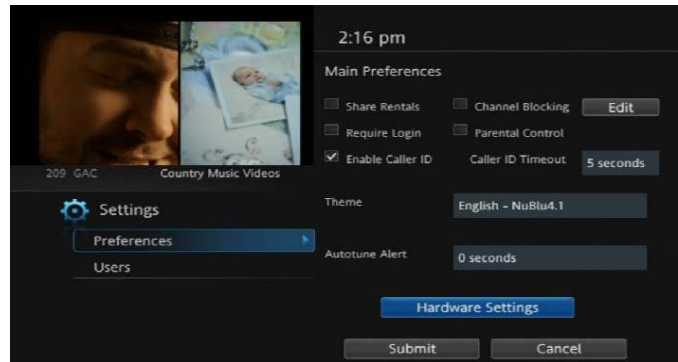 2:16 pm
Main Preferences
Share Rentals
Channel Blocking
Edit
Require Login
Parental Control
Enable Caller ID
Caller ID Timeout
5 seconds
209 GAC
Country Music Videos
Settings
Preferences
Users
Theme
English - NuBlu4.1
Autotune Alert
0 seconds
Hardware Settings
Submit
Cancel